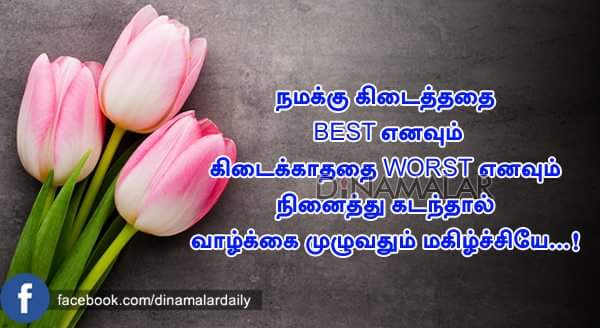 நமக்கு கிடைத்ததை
BEST எனவும்
கிடைக்காததை WORST எனவும்
DINAMALAR
நினைத்து கடந்தால்
வாழ்க்கை முழுவதும் மகிழ்ச்சியே...!
f facebook.com/dinamalardaily